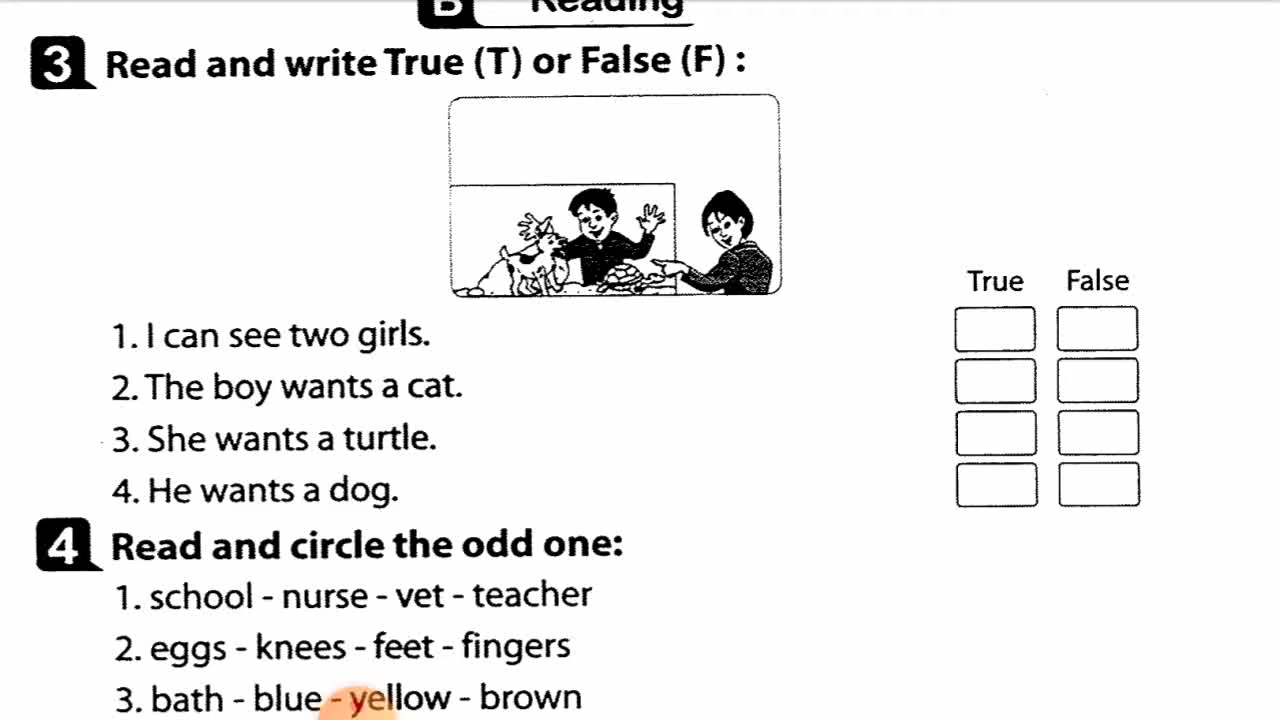 B Reading
3 Read and write True (T) or False (F) :
True False
1. I can see two girls.
2. The boy wants a cat.
3. She wants a turtle.
4. He wants a dog.
4 Read and circle the odd one:
1. school - nurse - vet - teacher
2. eggs - knees - feet - fingers
3. bath - blue - yellow - brown